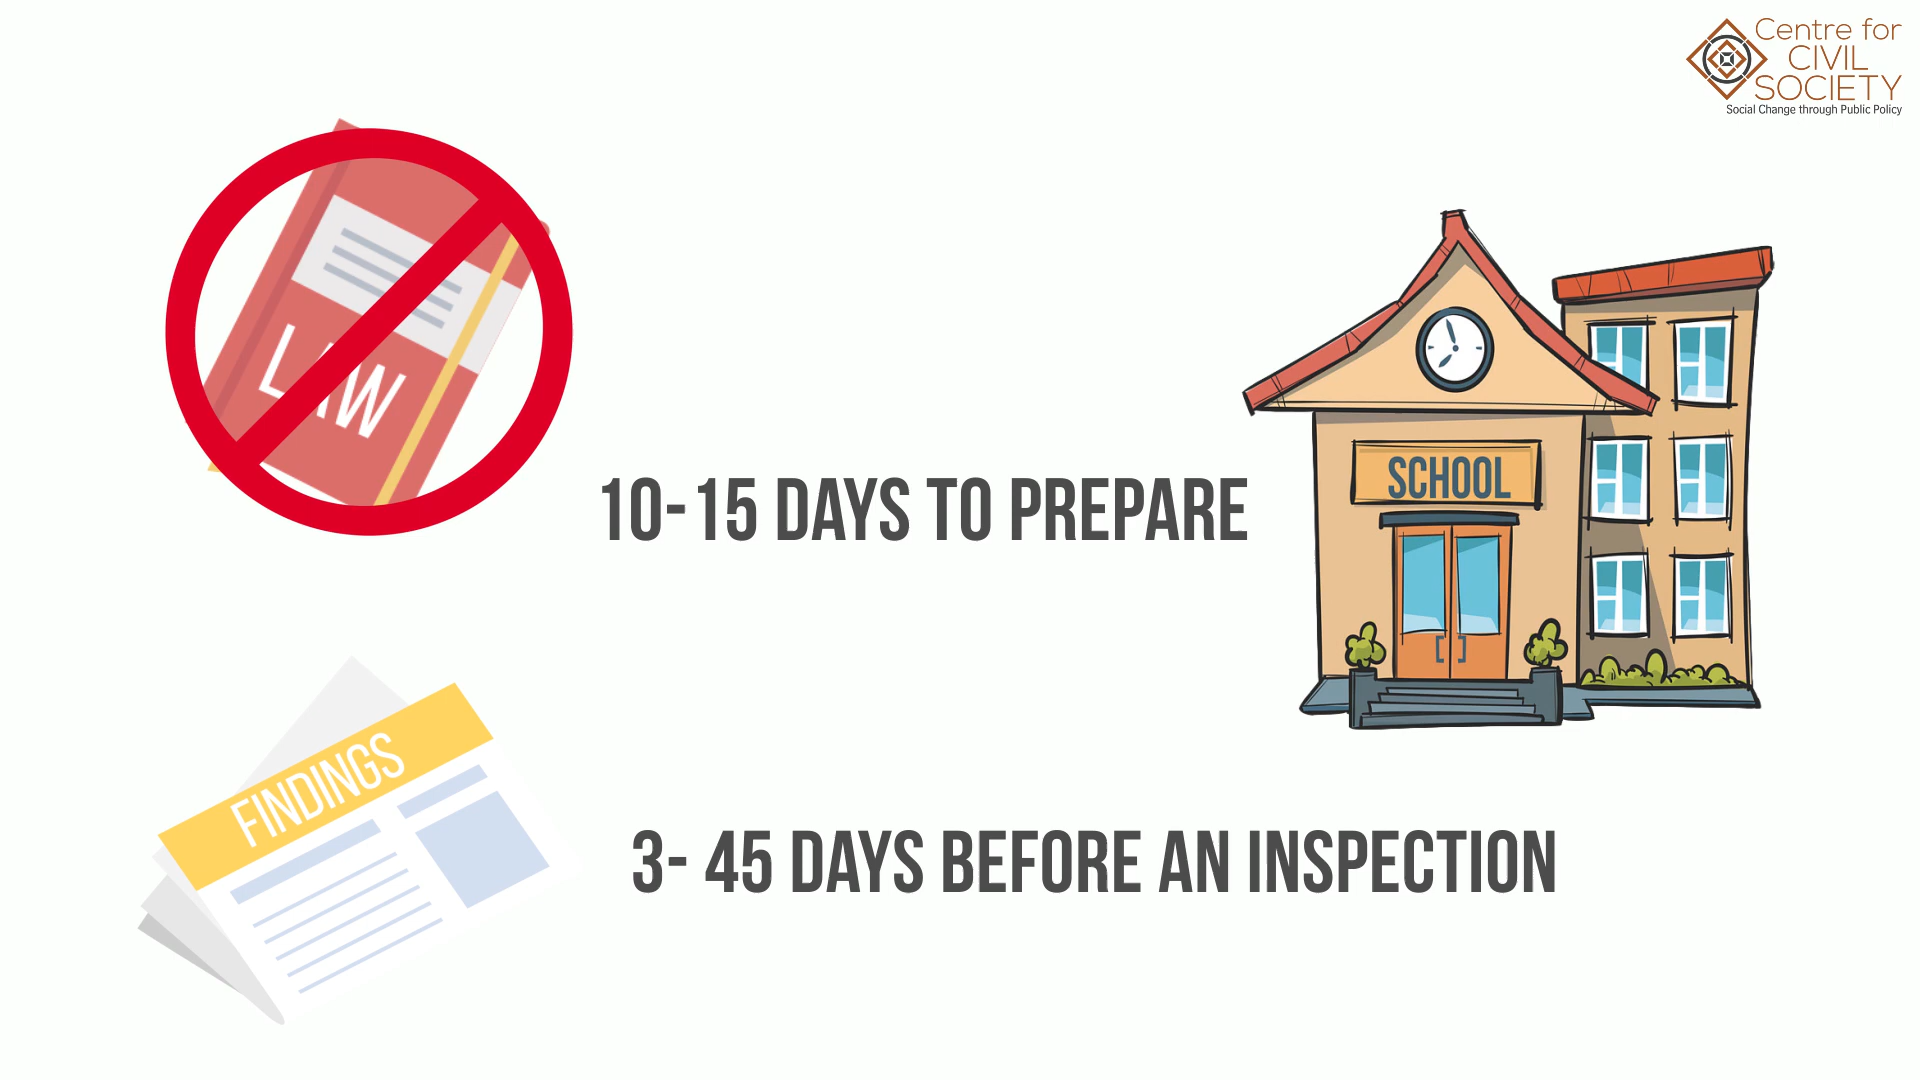 Centre for
CIVIL
SOCIETY
Social Change through Public Policy
LAW
10-15 DAYS TO PREPARE
SCHOOL
FINDINGS
3- 45 DAYS BEFORE AN INSPECTION